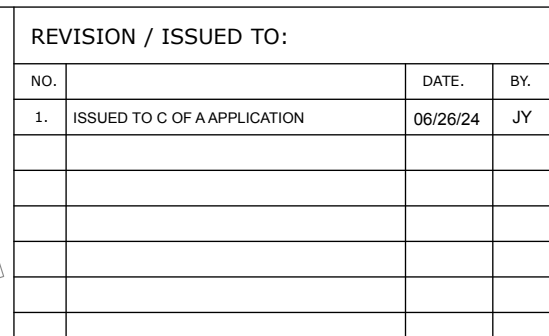 REVISION / ISSUED TO:
NO. DATE. BY.
1. ISSUED TO C OF A APPLICATION 06/26/24 JY